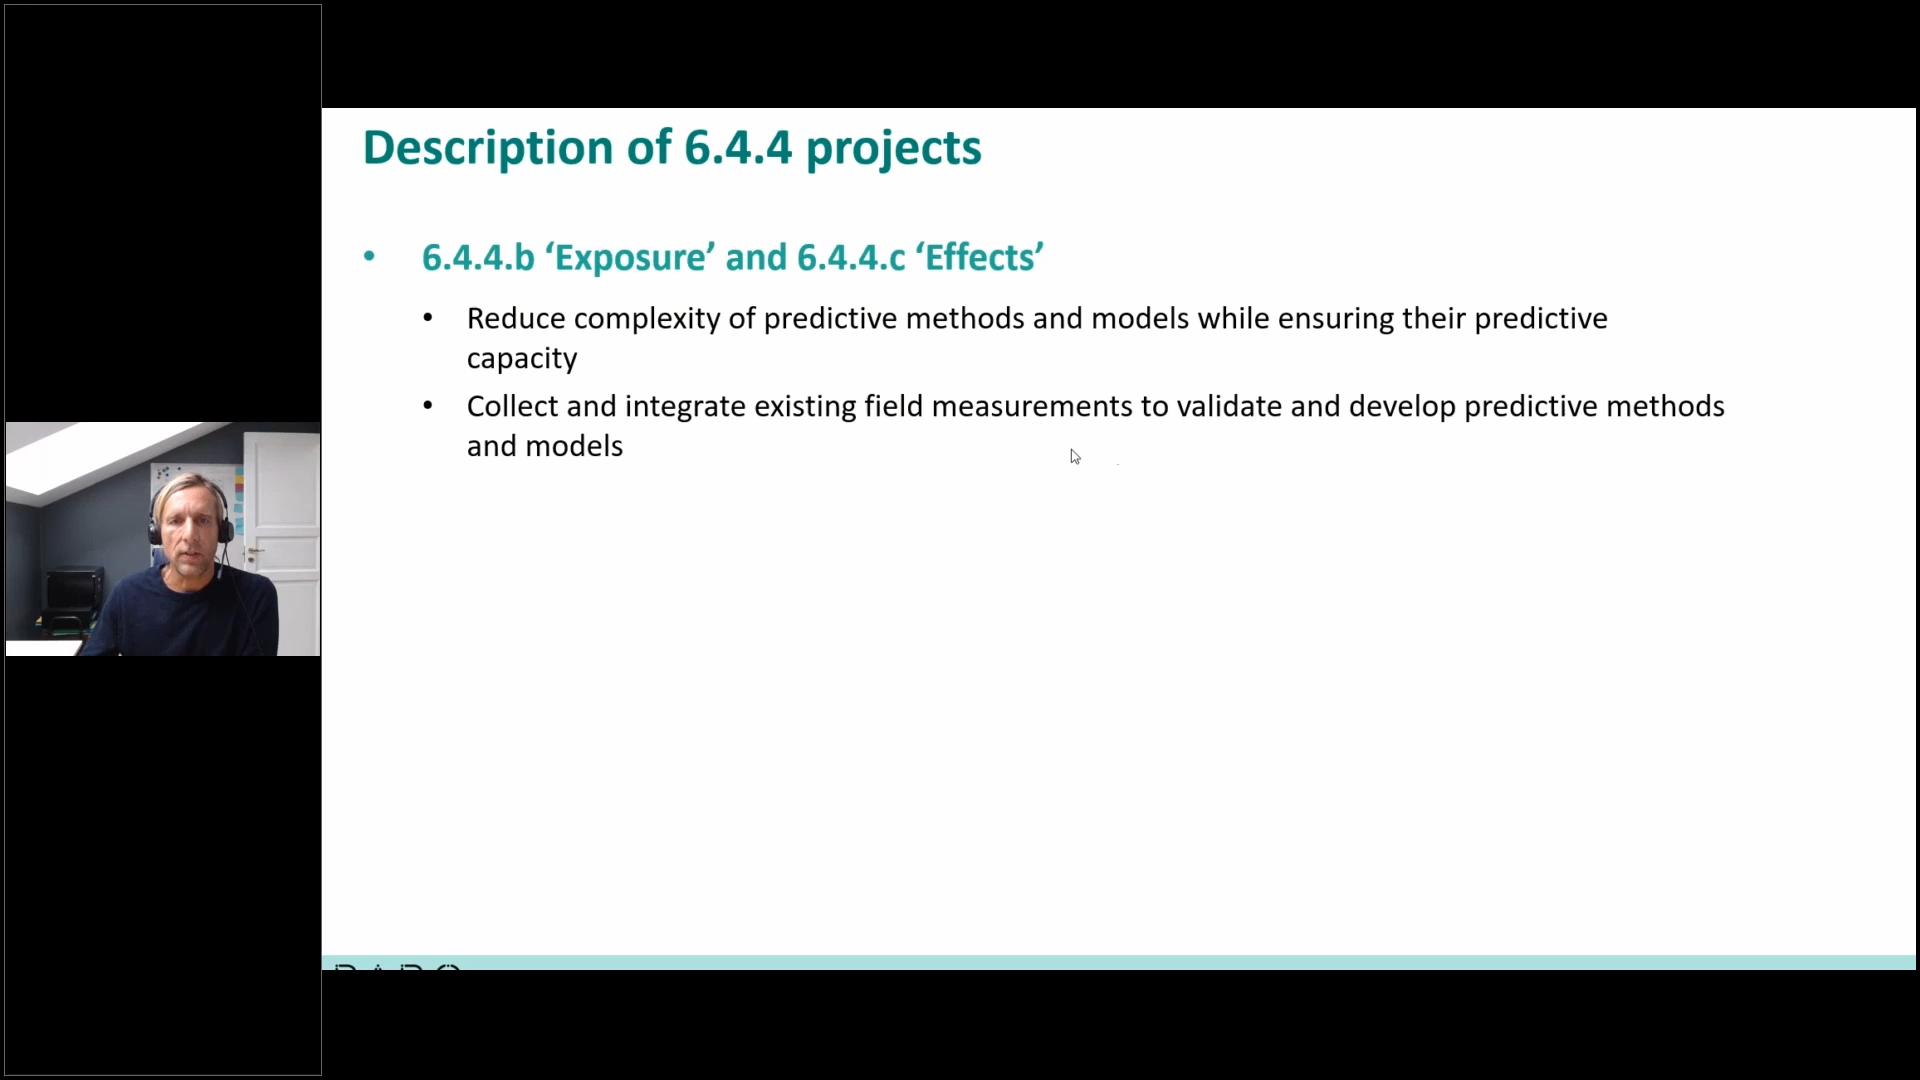 Description of 6.4.4 projects
• 6.4.4.b ‘Exposure’ and 6.4.4.c ‘Effects’
• Reduce complexity of predictive methods and models while ensuring their predictive
capacity
• Collect and integrate existing field measurements to validate and develop predictive methods
and models